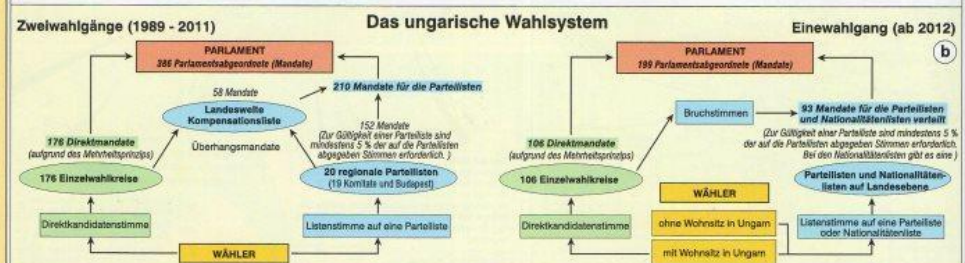 Das ungarische Wahlsystem
Zweiwahlgänge (1989 - 2011)
PARLAMENT
386 Parlamentsabgeordnete (Mandate)
58 Mandate
210 Mandate für die Parteilisten
Landesweite
Kompensationsliste
176 Direktmandate
(aufgrund des Mehrheitsprinzips)
Überhangsmandate
152 Mandate
(Zur Gültigkeit einer Parteiliste sind
mindestens 5 % der auf die Parteilisten
abgegeben Stimmen erforderlich. )
176 Einzelwahlkreise
20 regionale Parteilisten
(19 Komitate und Budapest)
Direktkandidatenstimme
Listenstimme auf eine Parteiliste
WÄHLER
Einewahlgang (ab 2012)
b
PARLAMENT
199 Parlamentsabgeordnete (Mandate)
Bruchstimmen
93 Mandate für die Parteilisten
und Nationalitätenlisten verteilt
(Zur Gültigkeit einer Parteiliste sind mindestens 5 %
der auf die Parteilisten abgegeben Stimmen erforderlich.
Bei den Nationalitätenlisten gibt es eine )
106 Direktmandate
(aufgrund des Mehrheitsprinzips)
106 Einzelwahlkreise
Parteilisten und Nationalitäten-
listen auf Landesebene
WÄHLER
Direktkandidatenstimme
ohne Wohnsitz in Ungarn
mit Wohnsitz in Ungarn
Listenstimme auf eine Parteiliste
oder Nationalitätenliste